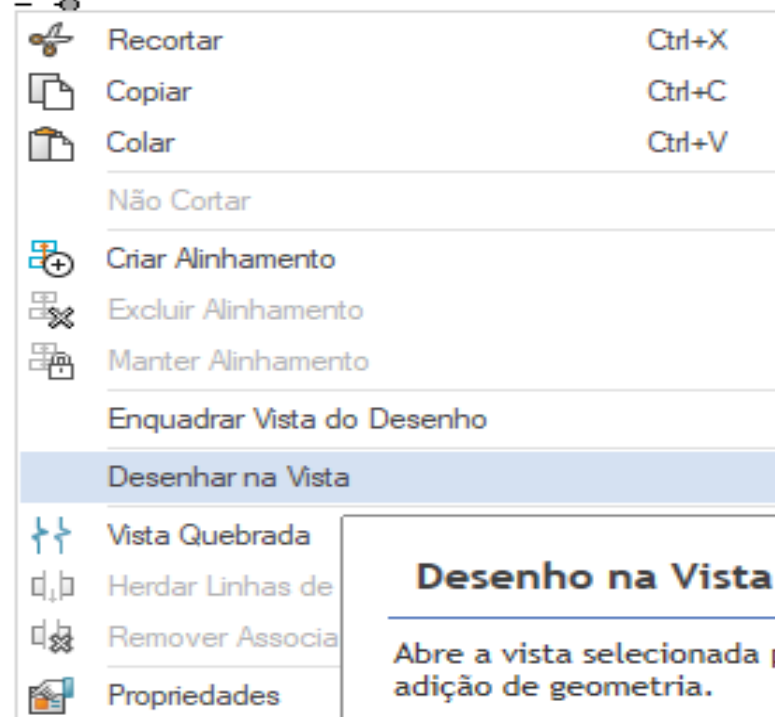 Recortar Ctrl+X
Copiar Ctrl+C
Colar Ctrl+V
Não Cortar
Criar Alinhamento
Excluir Alinhamento
Manter Alinhamento
Enquadrar Vista do Desenho
Desenhar na Vista
Vista Quebrada
Herdar Linhas de
Remover Associa
Propriedades
Desenho na Vista
Abre a vista selecionada
adição de geometria.